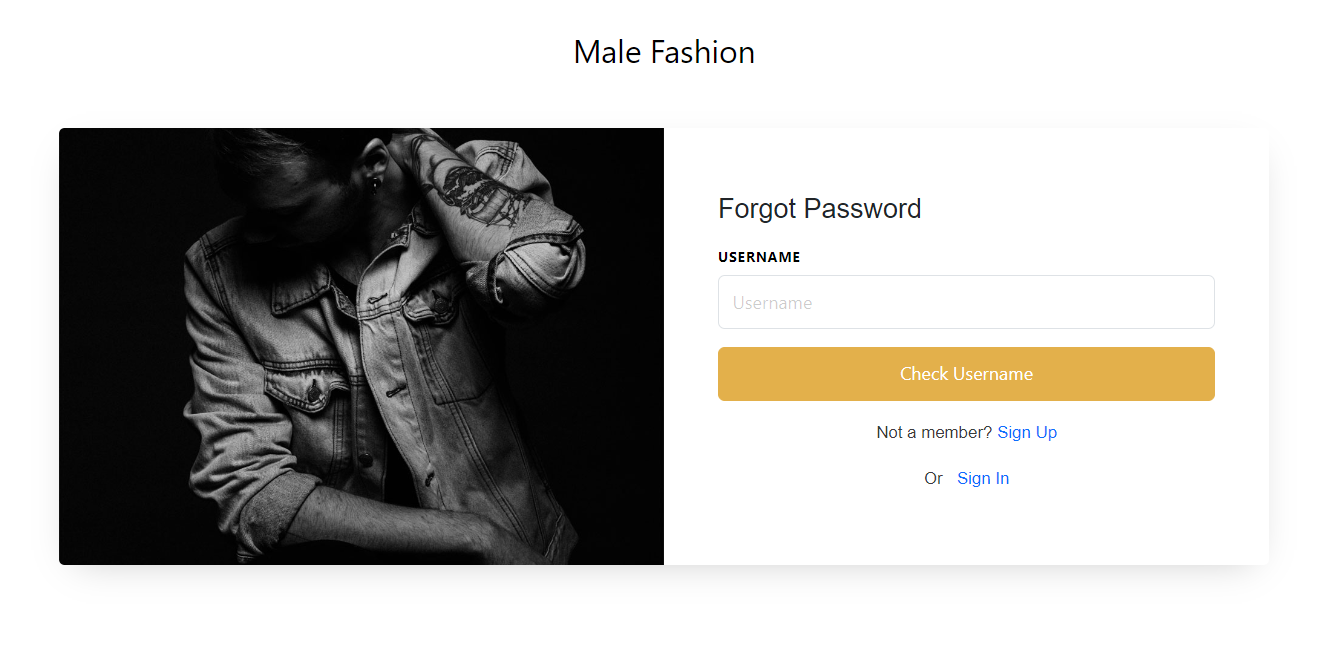 Male Fashion
Forgot Password
USERNAME
Username
Check Username
Not a member? Sign Up
Or Sign In